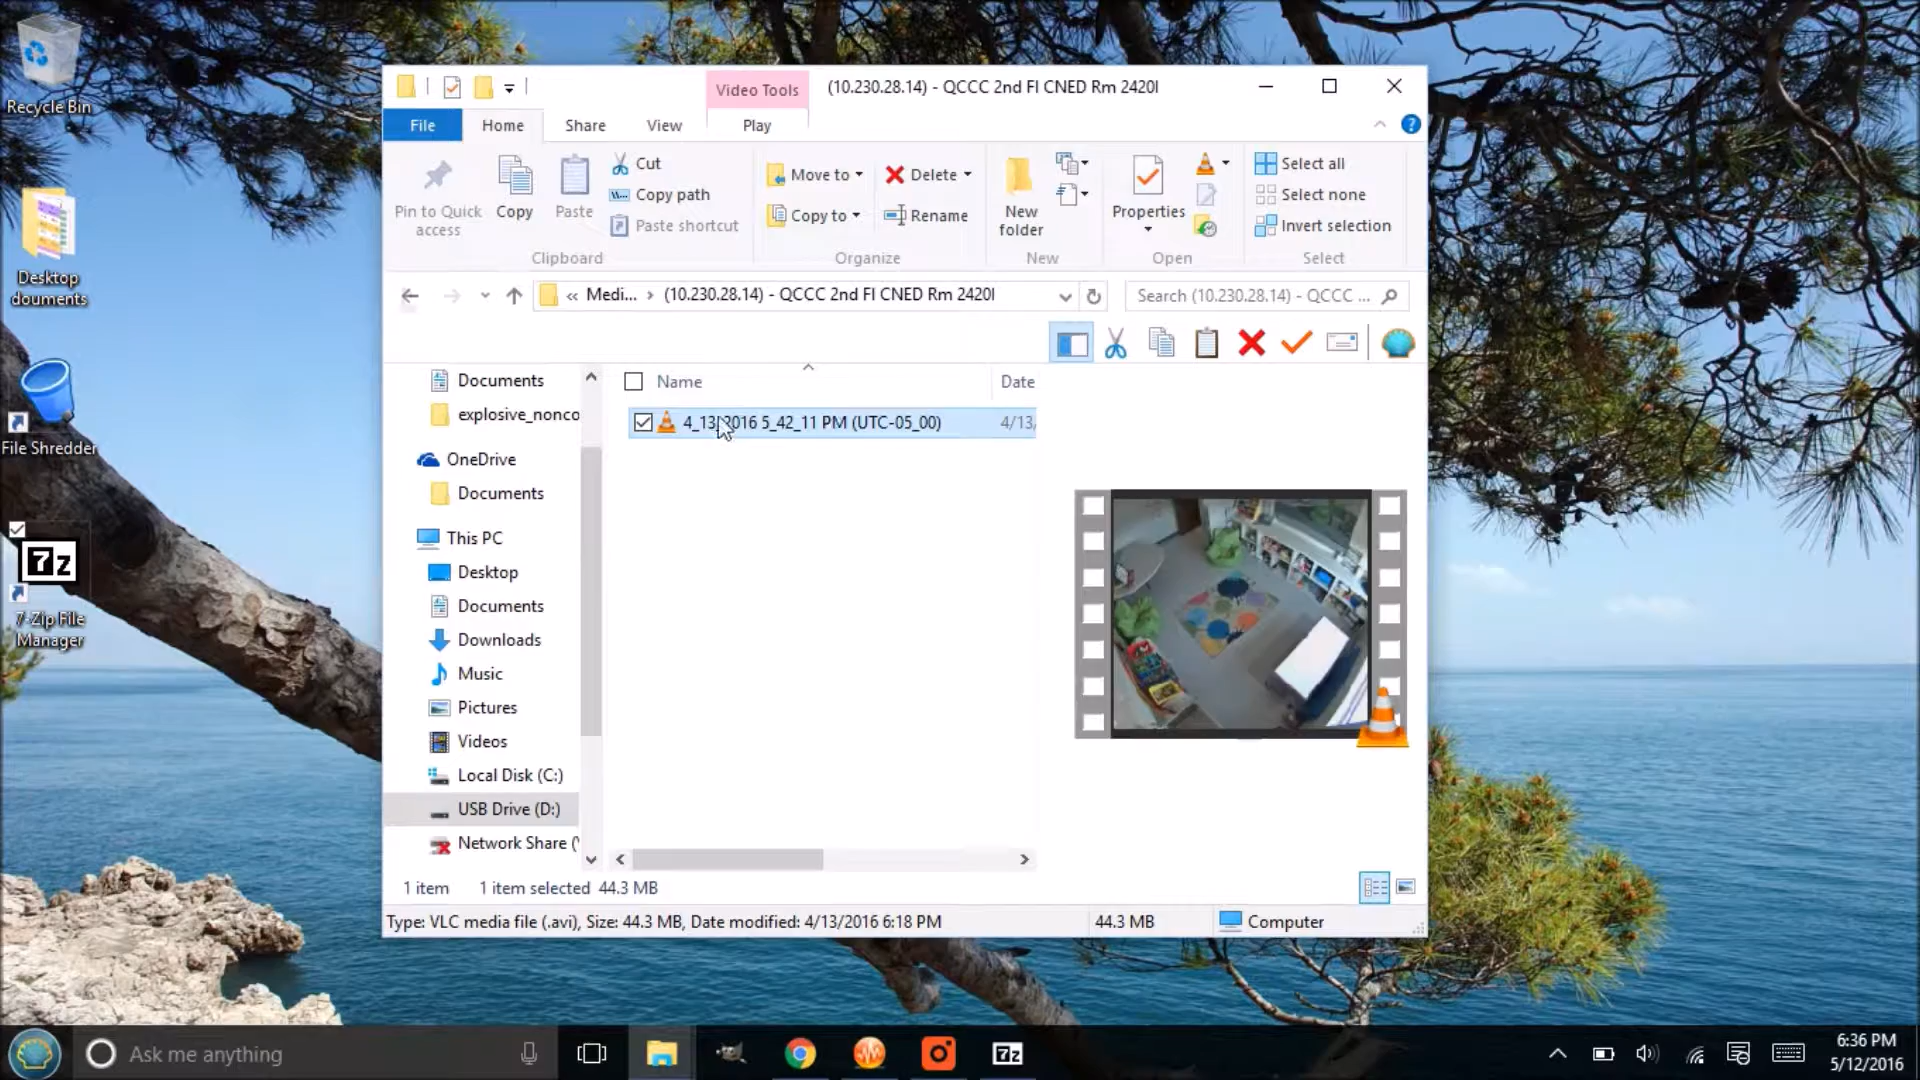 Recycle Bin
Desktop
douments
File Shredder
7-Zip File
Manager
Video Tools
(10.230.28.14) - QCCC 2nd Fl CNED Rm 2420I
File
Home
Share
View
Play
Pin to Quick
access
Copy
Paste
Cut
Copy path
Paste shortcut
Clipboard
Move to
Copy to
Delete
Rename
Organize
New
folder
New
Properties
Open
Select all
Select none
Invert selection
Select
« Medi... › (10.230.28.14) - QCCC 2nd Fl CNED Rm 2420I
Search (10.230.28.14) - QCCC ...
Documents
explosive_nonco
OneDrive
Documents
This PC
Desktop
Documents
Downloads
Music
Pictures
Videos
Local Disk (C:)
USB Drive (D:)
Network Share (
Name
Date
4_13_2016 5_42_11 PM (UTC-05_00)
4/13/
1 item
1 item selected 44.3 MB
Type: VLC media file (.avi), Size: 44.3 MB, Date modified: 4/13/2016 6:18 PM
44.3 MB
Computer
Ask me anything
7z
6:36 PM
5/12/2016